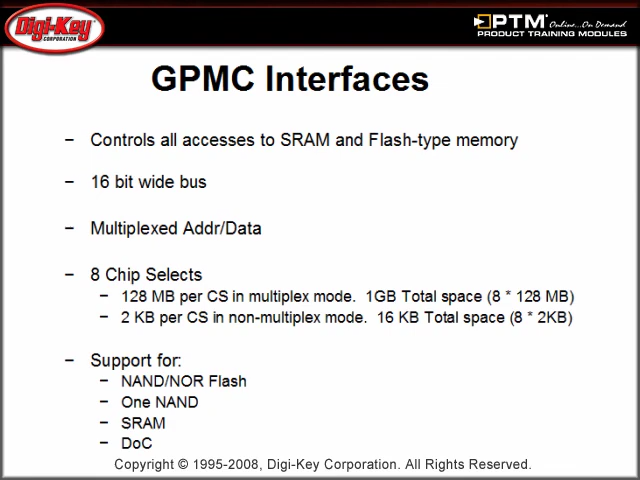 Digi-Key
CORPORATION
PTM Online...On Demand
PRODUCT TRAINING MODULES
GPMC Interfaces
– Controls all accesses to SRAM and Flash-type memory
– 16 bit wide bus
– Multiplexed Addr/Data
– 8 Chip Selects
– 128 MB per CS in multiplex mode.  1GB Total space (8 * 128 MB)
– 2 KB per CS in non-multiplex mode.  16 KB Total space (8 * 2KB)
– Support for:
– NAND/NOR Flash
– One NAND
– SRAM
– DoC
Copyright © 1995-2008, Digi-Key Corporation. All Rights Reserved.